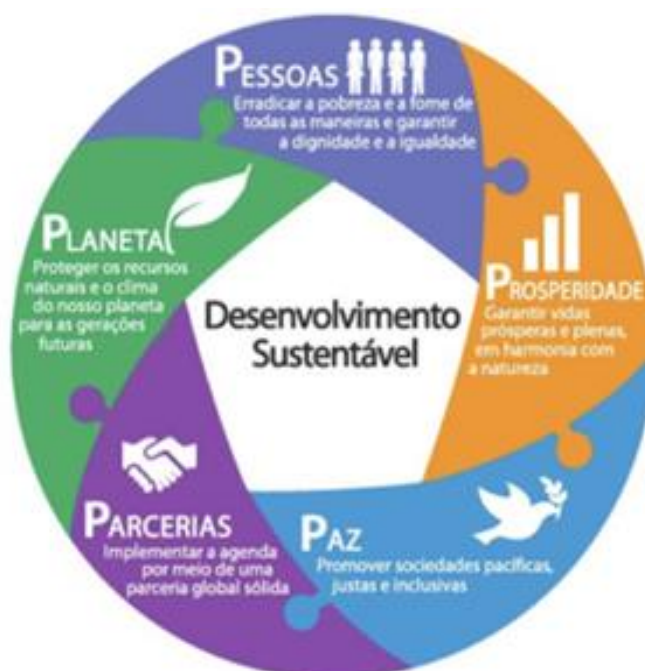 PESSOAS
Erradicar a pobreza e a fome de
todas as maneiras e garantir
a dignidade e a igualdade
PROSPERIDADE
Garantir vidas
prósperas e plenas,
em harmonia com
a natureza
PAZ
Promover sociedades pacíficas,
justas e inclusivas
PARCERIAS
Implementar a agenda
por meio de uma
parceria global sólida
PLANETA
Proteger os recursos
naturais e o clima
do nosso planeta
para as gerações
futuras
Desenvolvimento
Sustentável